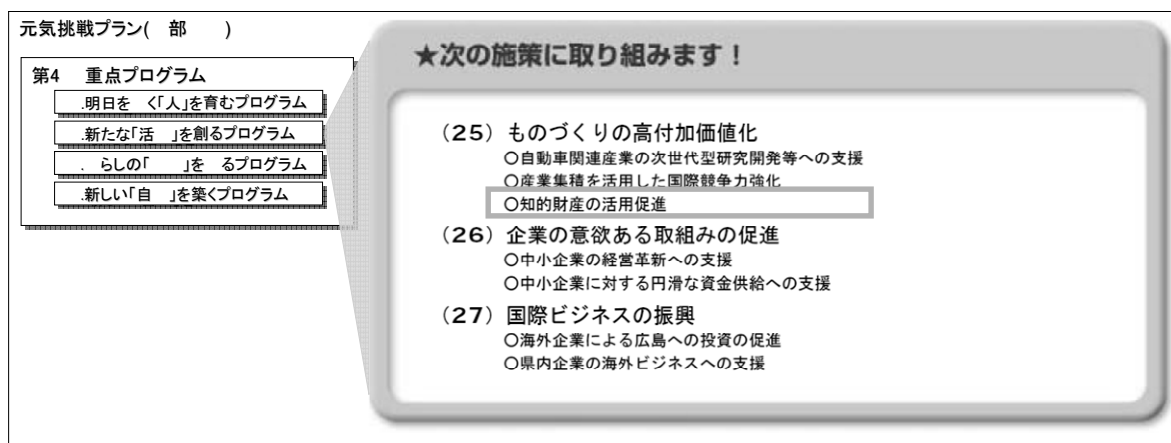 元気挑戦プラン( 部 )
第4 重点プログラム
.明日を く「人」を育むプログラム
.新たな「活 」を創るプログラム
. らしの「 」を るプログラム
.新しい「自 」を築くプログラム
★次の施策に取り組みます！
（25）ものづくりの高付加価値化
○自動車関連産業の次世代型研究開発等への支援
○産業集積を活用した国際競争力強化
○知的財産の活用促進
（26）企業の意欲ある取組みの促進
○中小企業の経営革新への支援
○中小企業に対する円滑な資金供給への支援
（27）国際ビジネスの振興
○海外企業による広島への投資の促進
○県内企業の海外ビジネスへの支援